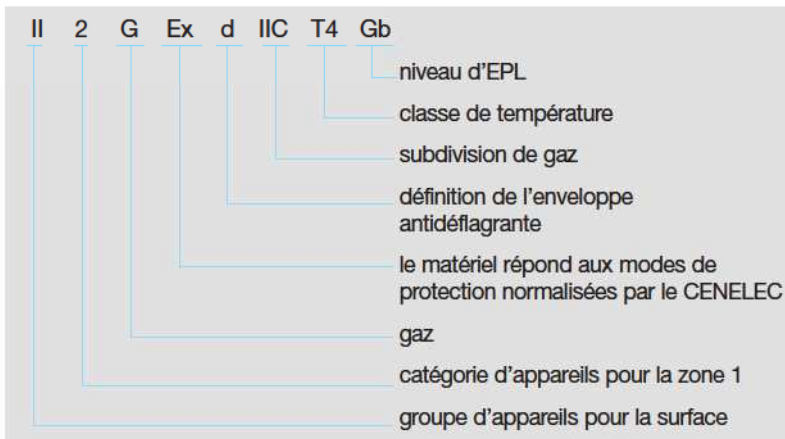 II 2 G Ex d IIC T4 Gb
niveau d'EPL
classe de température
subdivision de gaz
définition de l'enveloppe
antidéflagrante
le matériel répond aux modes de
protection normalisées par le CENELEC
gaz
catégorie d'appareils pour la zone 1
groupe d'appareils pour la surface